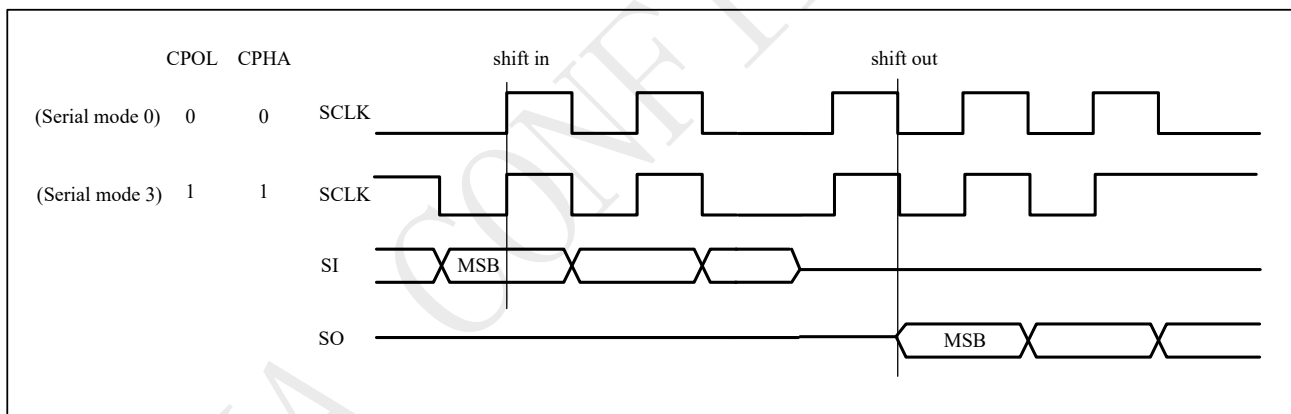 CPOL CPHA shift in shift out
(Serial mode 0) 0 0 SCLK
(Serial mode 3) 1 1 SCLK
SI MSB
SO MSB